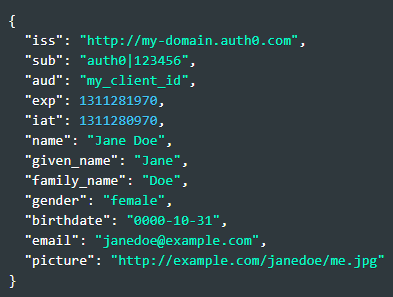 {
"iss": "http://my-domain.auth0.com",
"sub": "auth0|123456",
"aud": "my_client_id",
"exp": 1311281970,
"iat": 1311280970,
"name": "Jane Doe",
"given_name": "Jane",
"family_name": "Doe",
"gender": "female",
"birthdate": "0000-10-31",
"email": "janedoe@example.com",
"picture": "http://example.com/janedoe/me.jpg"
}